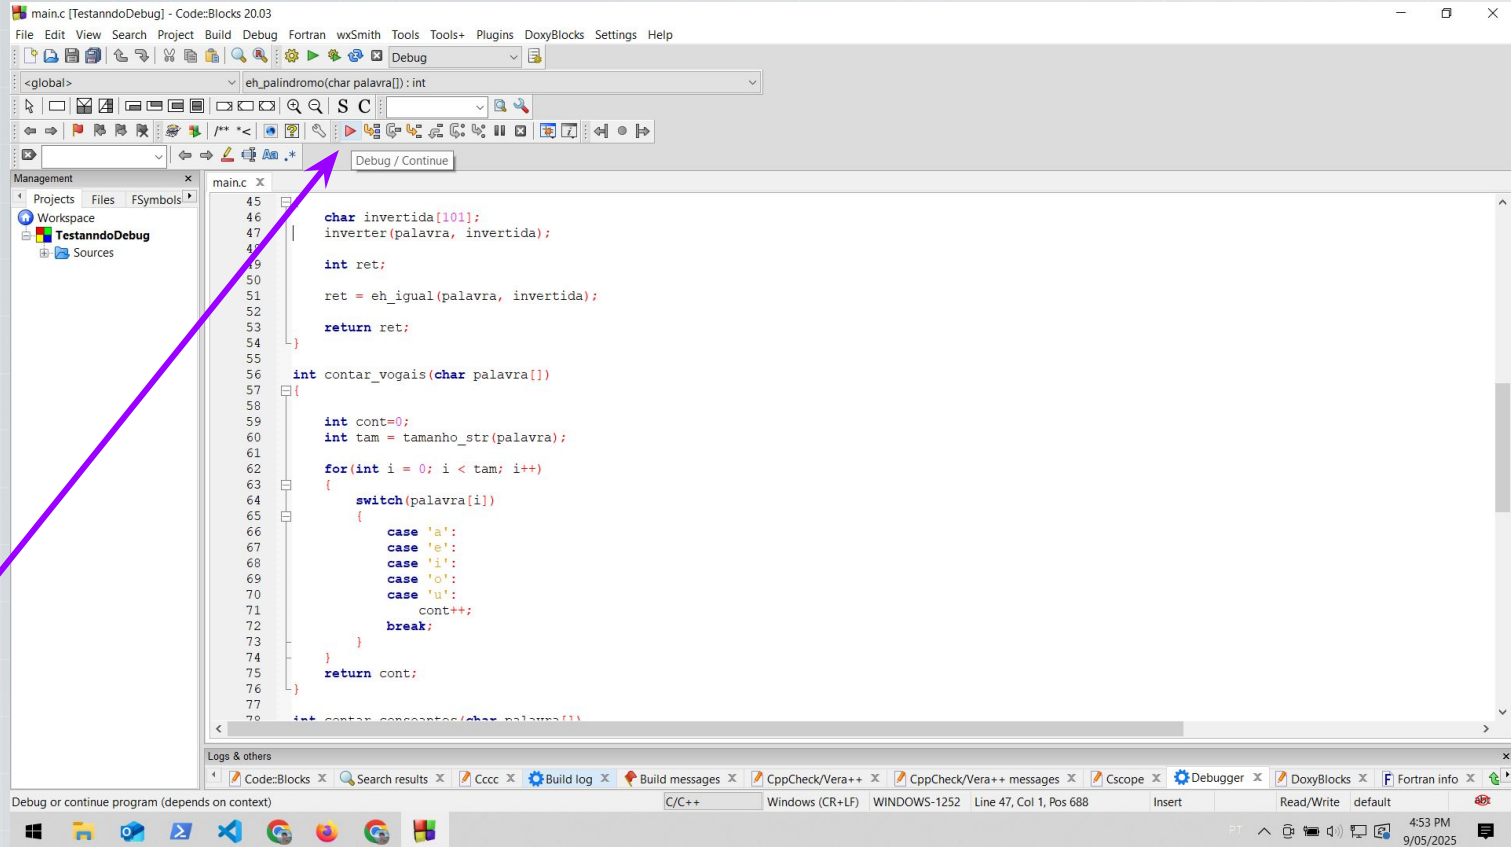 main.c [TestanndoDebug] - Code::Blocks 20.03
File Edit View Search Project Build Debug Fortran wxSmith Tools Tools+ Plugins DoxyBlocks Settings Help
Debug
<global> eh_palindromo(char palavra[]) : int
S C
/** *<
Aa .*
Debug / Continue
Management
main.c
Projects Files FSymbols
Workspace
TestanndoDebug
Sources
45
46 char invertida[101];
47 inverter(palavra, invertida);
48
49 int ret;
50
51 ret = eh_igual(palavra, invertida);
52
53 return ret;
54 }
55
56 int contar_vogais(char palavra[])
57 {
58
59 int cont=0;
60 int tam = tamanho_str(palavra);
61
62 for(int i = 0; i < tam; i++)
63 {
64 switch(palavra[i])
65 {
66 case 'a':
67 case 'e':
68 case 'i':
69 case 'o':
70 case 'u':
71 cont++;
72 break;
73 }
74 }
75 return cont;
76 }
77
78 int contar_consoantes(char palavra[])
Logs & others
Code::Blocks Search results Cccc Build log Build messages CppCheck/Vera++ CppCheck/Vera++ messages Cscope Debugger DoxyBlocks Fortran info
Debug or continue program (depends on context) C/C++ Windows (CR+LF) WINDOWS-1252 Line 47, Col 1, Pos 688 Insert Read/Write default
PT
4:53 PM
9/05/2025